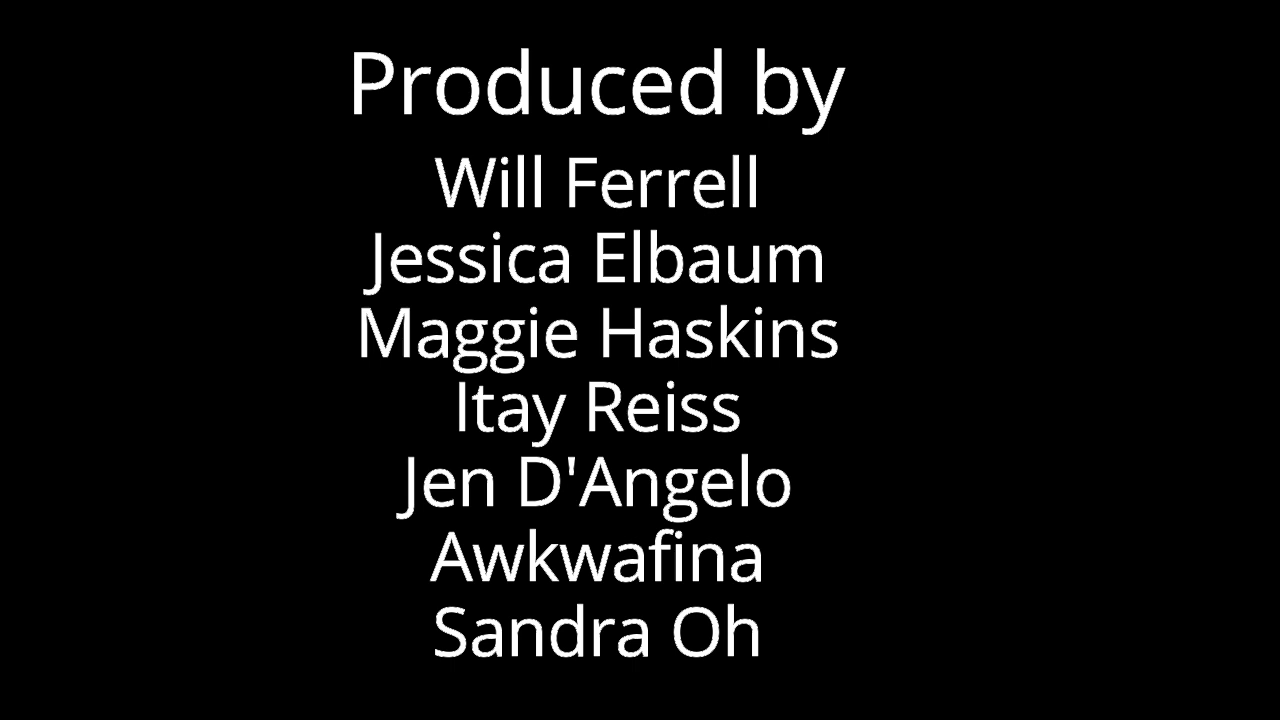 Produced by
Will Ferrell
Jessica Elbaum
Maggie Haskins
Itay Reiss
Jen D'Angelo
Awkwafina
Sandra Oh